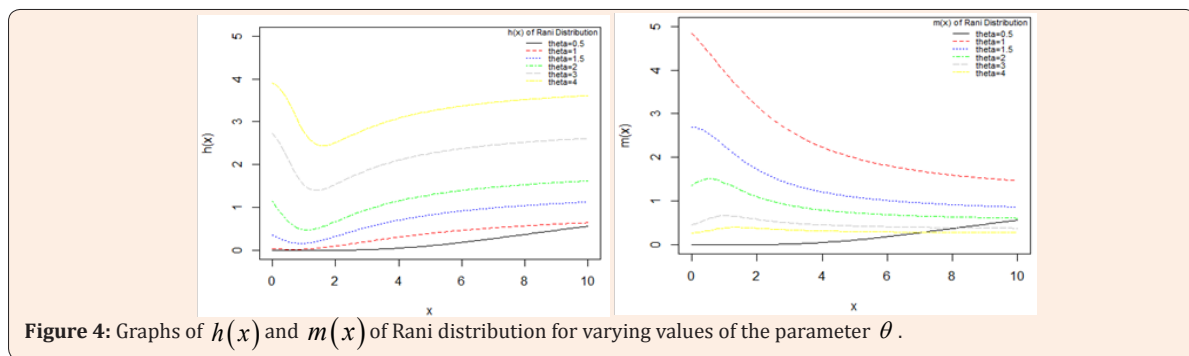 h(x) of Rani Distribution
theta=0.5
theta=1
theta=1.5
theta=2
theta=3
theta=4
5
4
3
2
1
0
h(x)
0 2 4 6 8 10
x
m(x) of Rani Distribution
theta=0.5
theta=1
theta=1.5
theta=2
theta=3
theta=4
5
4
3
2
1
0
m(x)
0 2 4 6 8 10
x
Figure 4: Graphs of h(x) and m(x) of Rani distribution for varying values of the parameter θ .